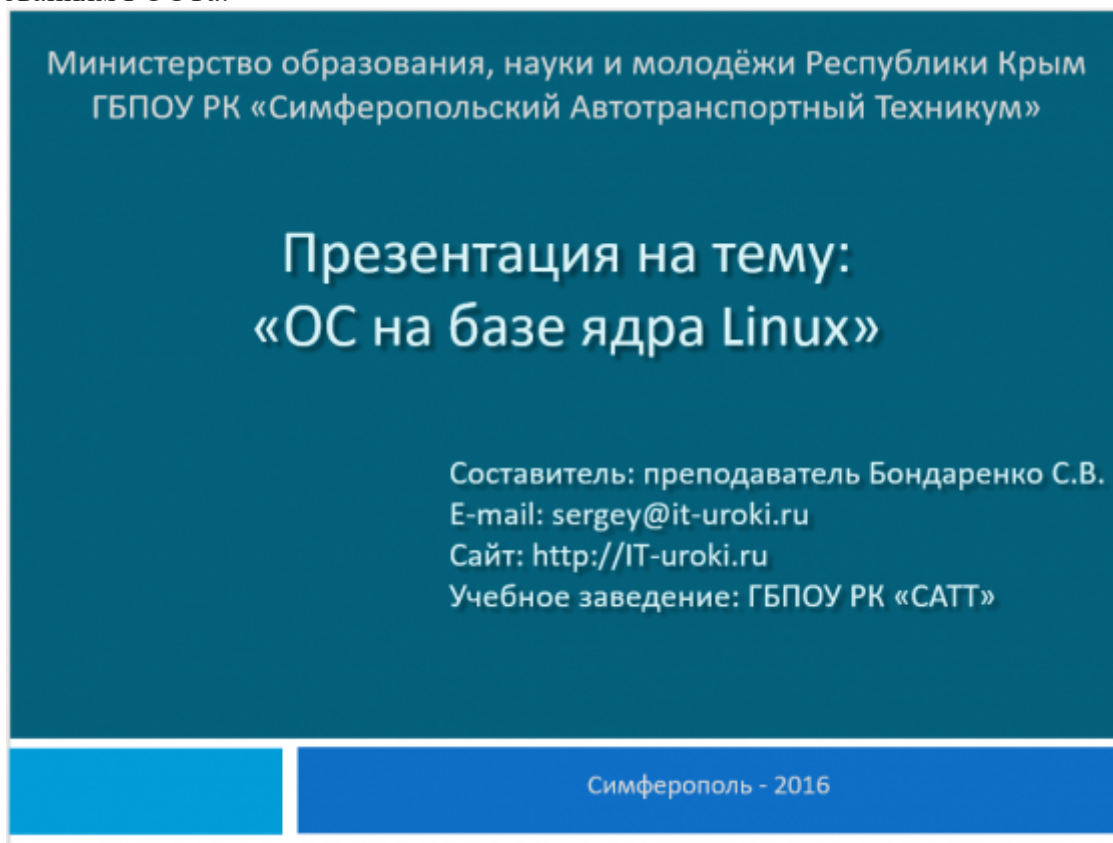 Министерство образования, науки и молодёжи Республики Крым
ГБПОУ РК «Симферопольский Автотранспортный Техникум»
Презентация на тему:
«ОС на базе ядра Linux»
Составитель: преподаватель Бондаренко С.В.
E-mail: sergey@it-uroki.ru
Сайт: http://IT-uroki.ru
Учебное заведение: ГБПОУ РК «САТТ»
Симферополь - 2016